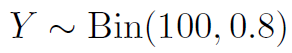 Y ∼ Bin(100, 0.8)